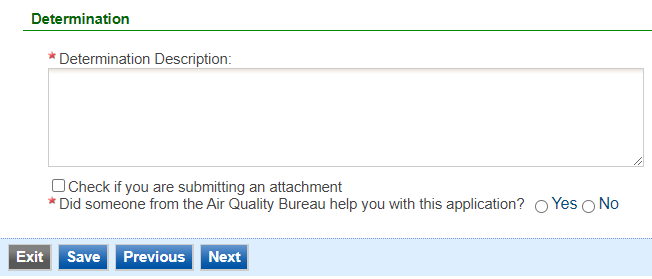 Determination
* Determination Description:
Check if you are submitting an attachment
* Did someone from the Air Quality Bureau help you with this application? Yes No
Exit Save Previous Next